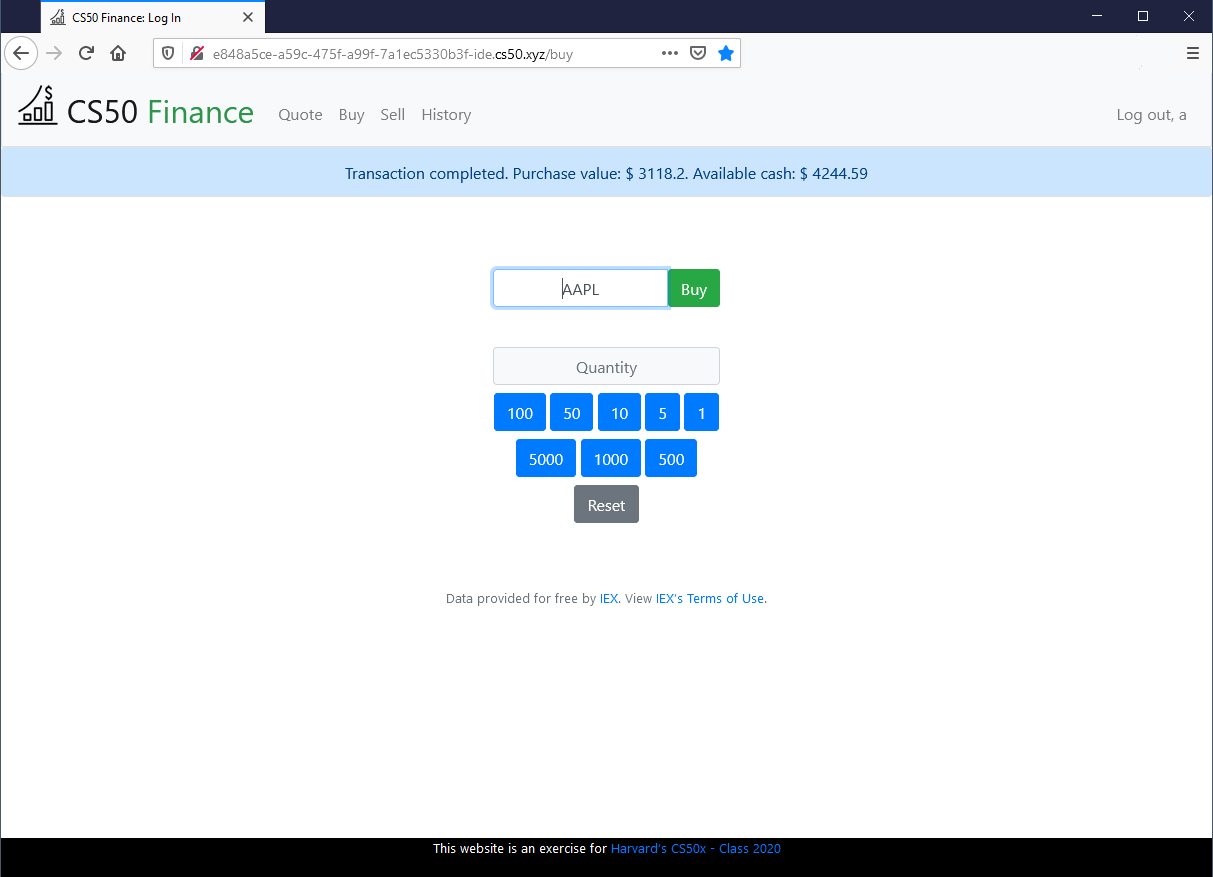 CS50 Finance: Log In
e848a5ce-a59c-475f-a99f-7a1ec5330b3f-ide.cs50.xyz/buy
CS50 Finance Quote Buy Sell History Log out, a
Transaction completed. Purchase value: $ 3118.2. Available cash: $ 4244.59
AAPL Buy
Quantity
100 50 10 5 1
5000 1000 500
Reset
Data provided for free by IEX. View IEX's Terms of Use.
This website is an exercise for Harvard's CS50x - Class 2020